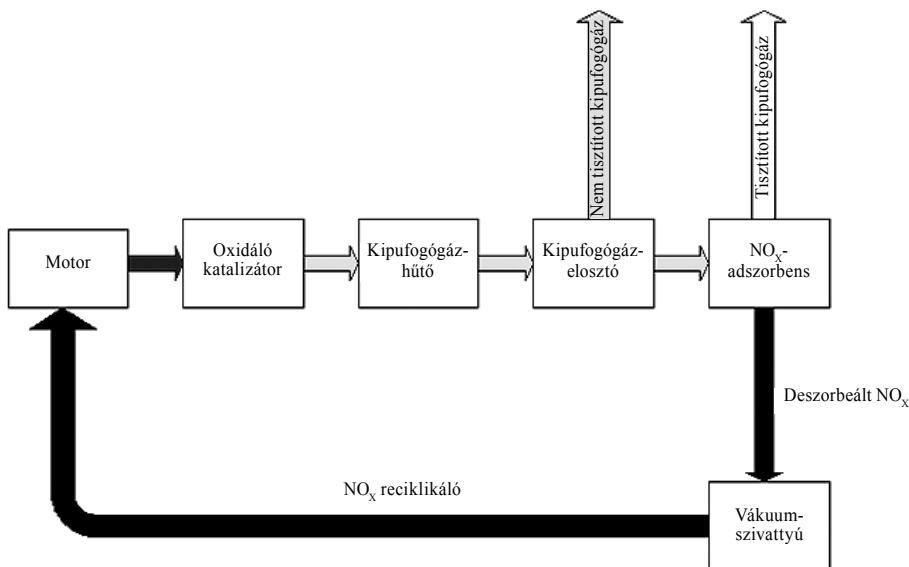 Nem tisztított kipufogógáz
Tisztított kipufogógáz
Motor
Oxidáló
katalizátor
Kipufogógáz-
hűtő
Kipufogógáz-
elosztó
NOₓ-
adszorbens
Deszorbeált NOₓ
NOₓ reciklikáló
Vákuum-
szivattyú